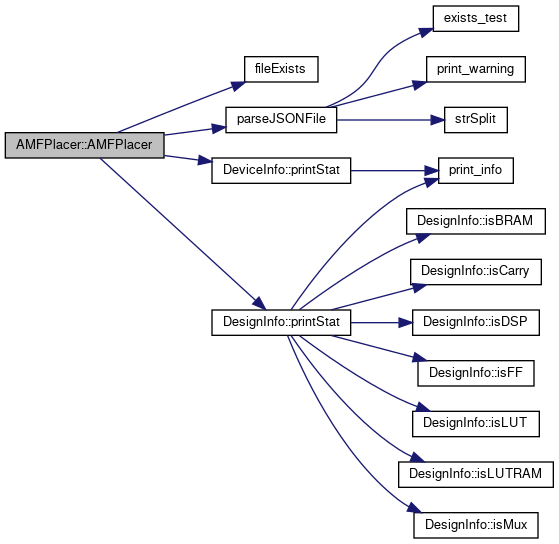 AMFPlacer::AMFPlacer
fileExists
parseJSONFile
exists_test
print_warning
strSplit
DeviceInfo::printStat
print_info
DesignInfo::printStat
DesignInfo::isBRAM
DesignInfo::isCarry
DesignInfo::isDSP
DesignInfo::isFF
DesignInfo::isLUT
DesignInfo::isLUTRAM
DesignInfo::isMux